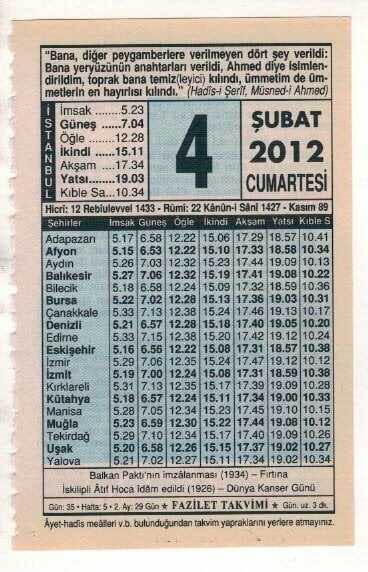 “Bana, diğer peygamberlere verilmeyen dört şey verildi:
Bana yeryüzünün anahtarları verildi, Ahmed diye isimlen-
dirildim, toprak bana temiz(leyici) kılındı, ümmetim de üm-
metlerin en hayırlısı kılındı.” (Hadîs-i Şerîf, Müsned-i Ahmed)
İSTANBUL
İmsak .....5.23
Güneş ......7.04
Öğle .......12.28
İkindi .....15.11
Akşam ....17.34
Yatsı.......19.03
Kıble Sa...10.34
4
ŞUBAT
2012
CUMARTESİ
Hicrî: 12 Rebîulevvel 1433 - Rûmî: 22 Kânûn-i Sânî 1427 - Kasım 89
Şehirler İmsak Güneş Öğle İkindi Akşam Yatsı Kıble S
Adapazarı 5.17 6.58 12.22 15.06 17.29 18.57 10.41
Afyon 5.15 6.53 12.22 15.10 17.33 18.58 10.34
Aydın 5.26 7.03 12.32 15.23 17.44 19.09 10.13
Balıkesir 5.27 7.06 12.32 15.19 17.41 19.08 10.22
Bilecik 5.18 6.58 12.24 15.09 17.32 18.59 10.36
Bursa 5.22 7.02 12.28 15.13 17.36 19.03 10.31
Çanakkale 5.33 7.13 12.38 15.24 17.46 19.13 10.17
Denizli 5.21 6.57 12.28 15.18 17.40 19.05 10.20
Edirne 5.33 7.15 12.38 15.20 17.42 19.12 10.24
Eskişehir 5.16 6.56 12.22 15.08 17.31 18.57 10.38
İzmir 5.29 7.06 12.35 15.24 17.47 19.12 10.12
İzmit 5.19 7.00 12.24 15.08 17.31 18.59 10.38
Kırklareli 5.31 7.13 12.35 15.17 17.39 19.09 10.28
Kütahya 5.18 6.57 12.24 15.11 17.34 19.00 10.33
Manisa 5.28 7.05 12.34 15.23 17.45 19.10 10.15
Muğla 5.23 6.59 12.30 15.22 17.44 19.08 10.12
Tekirdağ 5.29 7.10 12.34 15.17 17.40 19.09 10.26
Uşak 5.20 6.58 12.26 15.15 17.37 19.02 10.27
Yalova 5.21 7.02 12.27 15.11 17.34 19.02 10.34
Balkan Paktı’nın imzâlanması (1934) – Fırtına
İskilipli Âtıf Hoca îdâm edildi (1926) – Dünya Kanser Günü
Gün: 35 • Hafta: 5 • 2. Ay: 29 Gün ★ FAZİLET TAKVİMİ ★ Gün. uz. 3 dk.
Âyet-hadîs meâlleri v.b. bulunduğundan takvim yapraklarını yerlere atmayınız.